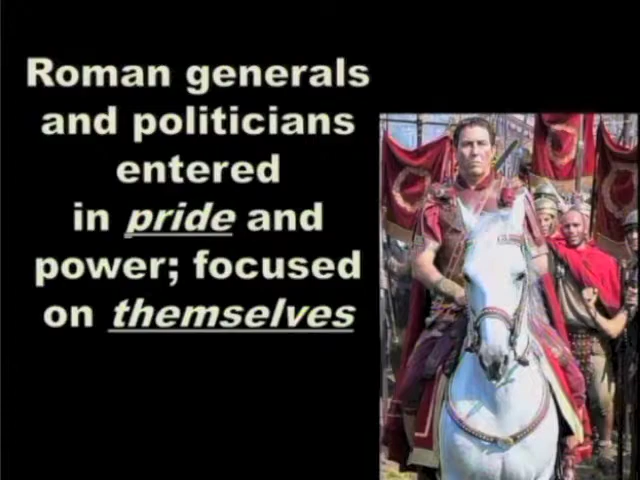 Roman generals
and politicians
entered
in pride and
power; focused
on themselves